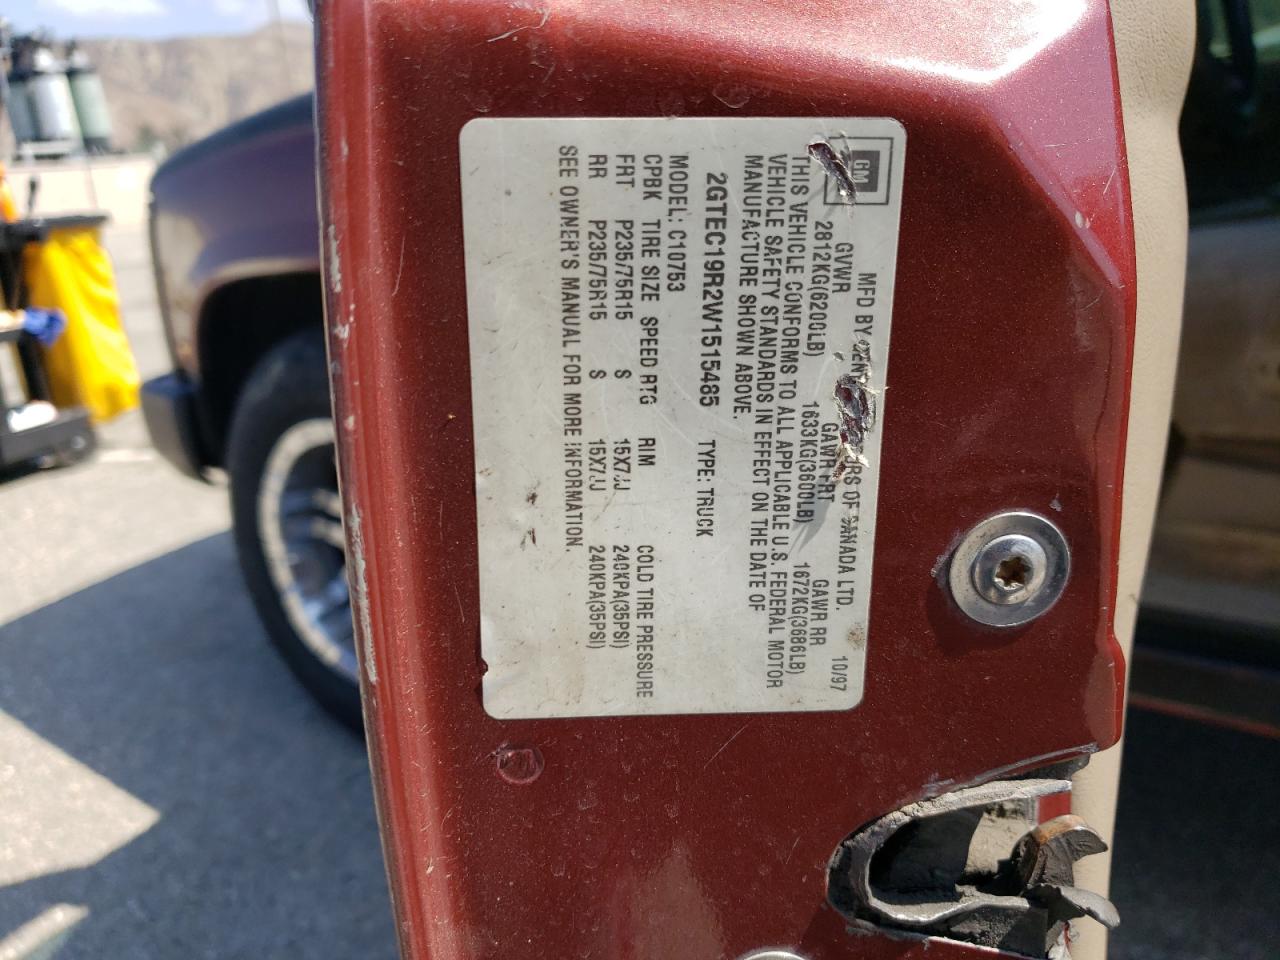 GM
MFD BY GENERAL MOTORS OF CANADA LTD. 10/97
GVWR GAWR FRT GAWR RR
2812KG(6200LB) 1633KG(3600LB) 1672KG(3686LB)
THIS VEHICLE CONFORMS TO ALL APPLICABLE U.S. FEDERAL MOTOR
VEHICLE SAFETY STANDARDS IN EFFECT ON THE DATE OF
MANUFACTURE SHOWN ABOVE.
2GTEC19R2W1515485 TYPE: TRUCK
MODEL: C10753
CPBK TIRE SIZE SPEED RTG RIM COLD TIRE PRESSURE
FRT P235/75R15 S 15X7JJ 240KPA(35PSI)
RR P235/75R15 S 15X7JJ 240KPA(35PSI)
SEE OWNER'S MANUAL FOR MORE INFORMATION.